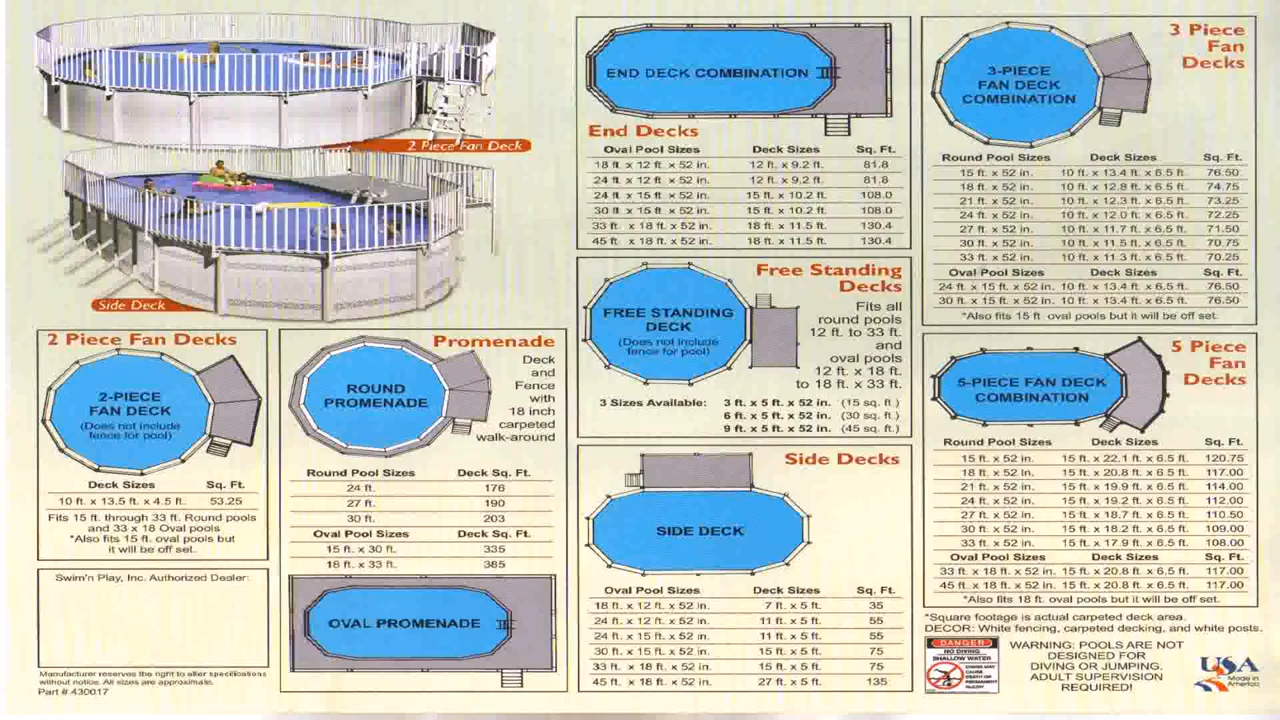 2 Piece Fan Deck
Side Deck
2 Piece Fan Decks
2-PIECE
FAN DECK
(Does not include
fence for pool)
Deck Sizes Sq. Ft.
10 ft. x 13.5 ft. x 4.5 ft. 53.25
Fits 15 ft. through 33 ft. Round pools
and 33 x 18 Oval pools
*Also fits 15 ft. oval pools but
it will be off set.
Swim'n Play, Inc. Authorized Dealer:
Manufacturer reserves the right to alter specifications
without notice. All sizes are approximate.
Part # 430017
Promenade
ROUND
PROMENADE
Deck
and
Fence
with
18 inch
carpeted
walk-around
Round Pool Sizes Deck Sq. Ft.
24 ft. 176
27 ft. 190
30 ft. 203
Oval Pool Sizes Deck Sq. Ft.
15 ft. x 30 ft. 335
18 ft. x 33 ft. 385
OVAL PROMENADE
END DECK COMBINATION
End Decks
Oval Pool Sizes Deck Sizes Sq. Ft.
18 ft. x 12 ft. x 52 in. 12 ft. x 9.2 ft. 81.8
24 ft. x 12 ft. x 52 in. 12 ft. x 9.2 ft. 81.8
24 ft. x 15 ft. x 52 in. 15 ft. x 10.2 ft. 108.0
30 ft. x 15 ft. x 52 in. 15 ft. x 10.2 ft. 108.0
33 ft. x 18 ft. x 52 in. 18 ft. x 11.5 ft. 130.4
45 ft. x 18 ft. x 52 in. 18 ft. x 11.5 ft. 130.4
Free Standing
Decks
FREE STANDING
DECK
(Does not include
fence for pool)
Fits all
round pools
12 ft. to 33 ft.
and
oval pools
12 ft. x 18 ft.
to 18 ft. x 33 ft.
3 Sizes Available: 3 ft. x 5 ft. x 52 in. (15 sq. ft.)
6 ft. x 5 ft. x 52 in. (30 sq. ft.)
9 ft. x 5 ft. x 52 in. (45 sq. ft.)
Side Decks
SIDE DECK
Oval Pool Sizes Deck Sizes Sq. Ft.
18 ft. x 12 ft. x 52 in. 7 ft. x 5 ft. 35
24 ft. x 12 ft. x 52 in. 11 ft. x 5 ft. 55
24 ft. x 15 ft. x 52 in. 11 ft. x 5 ft. 55
30 ft. x 15 ft. x 52 in. 15 ft. x 5 ft. 75
33 ft. x 18 ft. x 52 in. 15 ft. x 5 ft. 75
45 ft. x 18 ft. x 52 in. 27 ft. x 5 ft. 135
3 Piece
Fan
Decks
3-PIECE
FAN DECK
COMBINATION
Round Pool Sizes Deck Sizes Sq. Ft.
15 ft. x 52 in. 10 ft. x 13.4 ft. x 6.5 ft. 76.50
18 ft. x 52 in. 10 ft. x 12.8 ft. x 6.5 ft. 74.75
21 ft. x 52 in. 10 ft. x 12.3 ft. x 6.5 ft. 73.25
24 ft. x 52 in. 10 ft. x 12.0 ft. x 6.5 ft. 72.25
27 ft. x 52 in. 10 ft. x 11.7 ft. x 6.5 ft. 71.50
30 ft. x 52 in. 10 ft. x 11.5 ft. x 6.5 ft. 70.75
33 ft. x 52 in. 10 ft. x 11.3 ft. x 6.5 ft. 70.25
Oval Pool Sizes Deck Sizes Sq. Ft.
24 ft. x 15 ft. x 52 in. 10 ft. x 13.4 ft. x 6.5 ft. 76.50
30 ft. x 15 ft. x 52 in. 10 ft. x 13.4 ft. x 6.5 ft. 76.50
*Also fits 15 ft oval pools but it will be off set.
5 Piece
Fan
Decks
5-PIECE FAN DECK
COMBINATION
Round Pool Sizes Deck Sizes Sq. Ft.
15 ft. x 52 in. 15 ft. x 22.1 ft. x 6.5 ft. 120.75
18 ft. x 52 in. 15 ft. x 20.8 ft. x 6.5 ft. 117.00
21 ft. x 52 in. 15 ft. x 19.9 ft. x 6.5 ft. 114.00
24 ft. x 52 in. 15 ft. x 19.2 ft. x 6.5 ft. 112.00
27 ft. x 52 in. 15 ft. x 18.7 ft. x 6.5 ft. 110.50
30 ft. x 52 in. 15 ft. x 18.2 ft. x 6.5 ft. 109.00
33 ft. x 52 in. 15 ft. x 17.9 ft. x 6.5 ft. 108.00
Oval Pool Sizes Deck Sizes Sq. Ft.
33 ft. x 18 ft. x 52 in. 15 ft. x 20.8 ft. x 6.5 ft. 117.00
45 ft. x 18 ft. x 52 in. 15 ft. x 20.8 ft. x 6.5 ft. 117.00
*Also fits 18 ft. oval pools but it will be off set.
*Square footage is actual carpeted deck area.
DECOR: White fencing, carpeted decking, and white posts.
DANGER
NO DIVING
SHALLOW WATER
DIVING MAY
CAUSE
DEATH OR
PERMANENT
INJURY
WARNING: POOLS ARE NOT
DESIGNED FOR
DIVING OR JUMPING.
ADULT SUPERVISION
REQUIRED!
USA
Made in
America